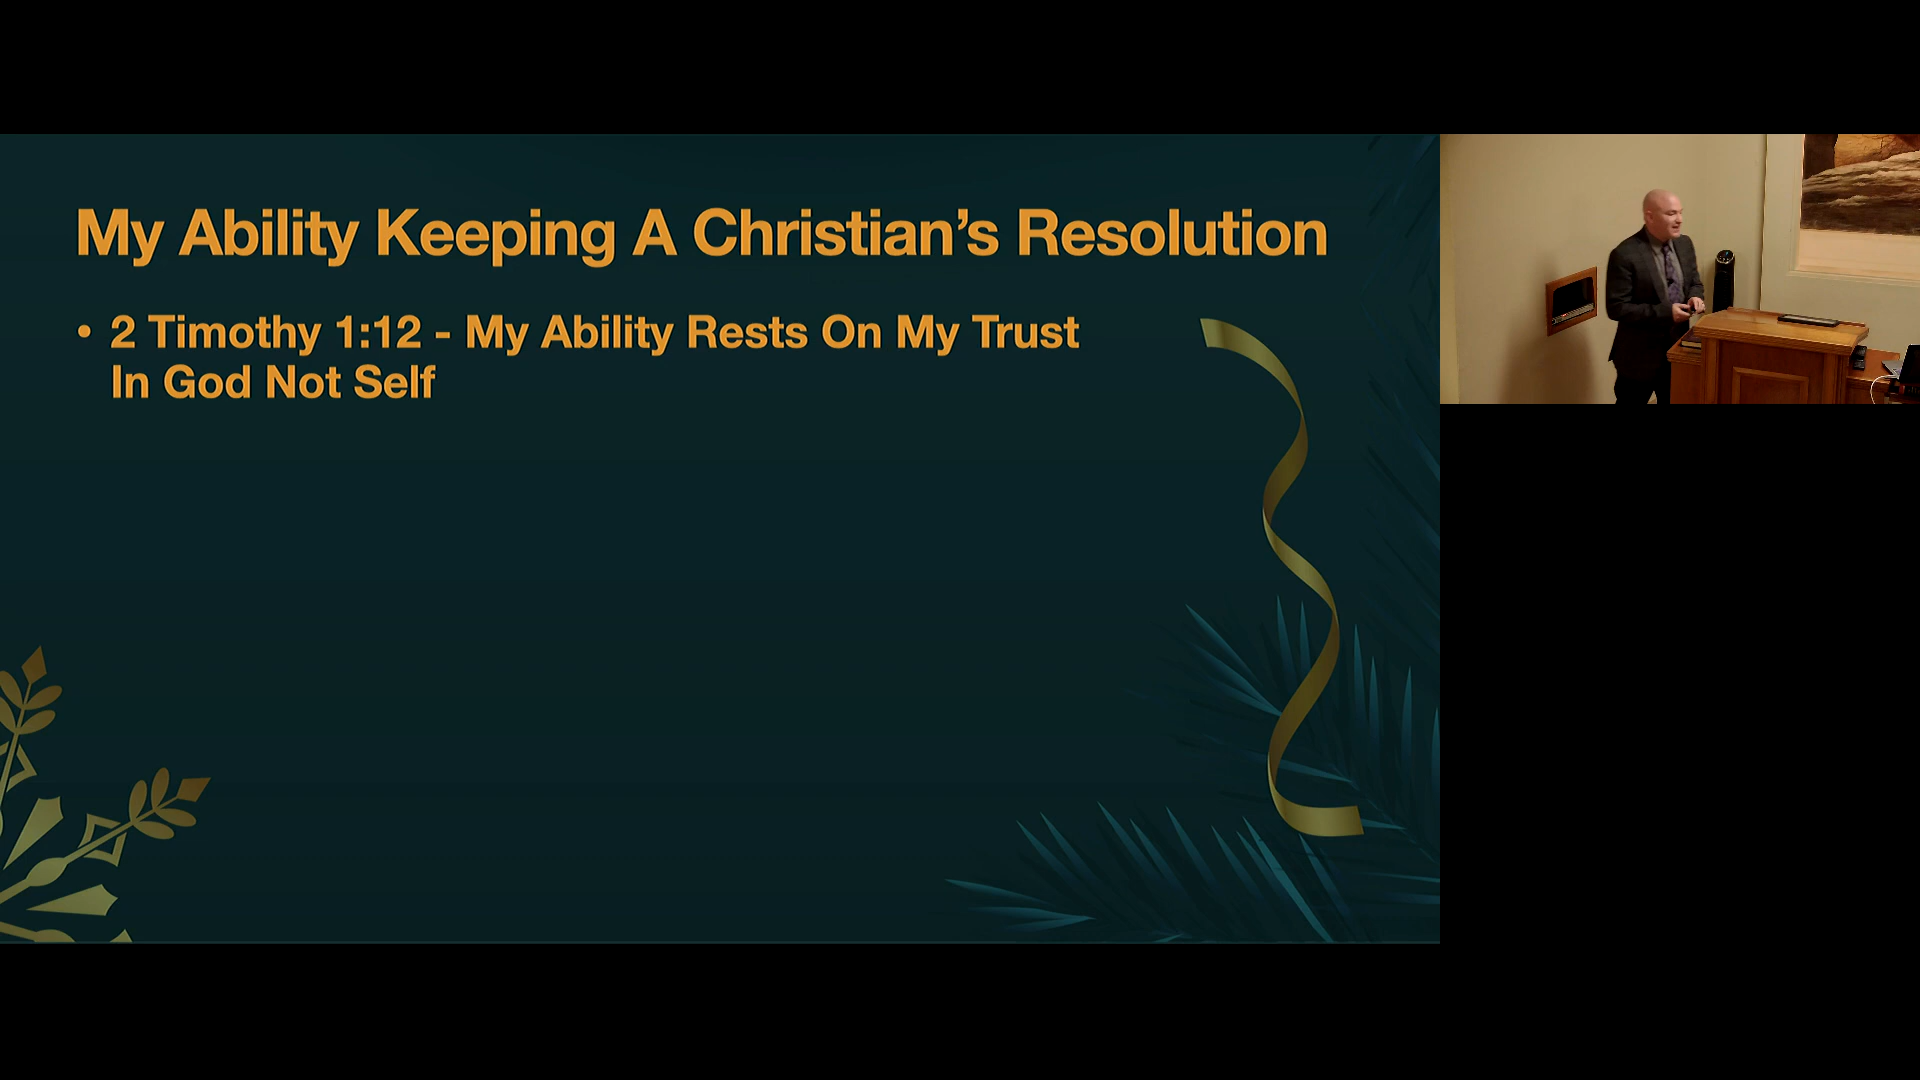 My Ability Keeping A Christian’s Resolution
• 2 Timothy 1:12 - My Ability Rests On My Trust
In God Not Self